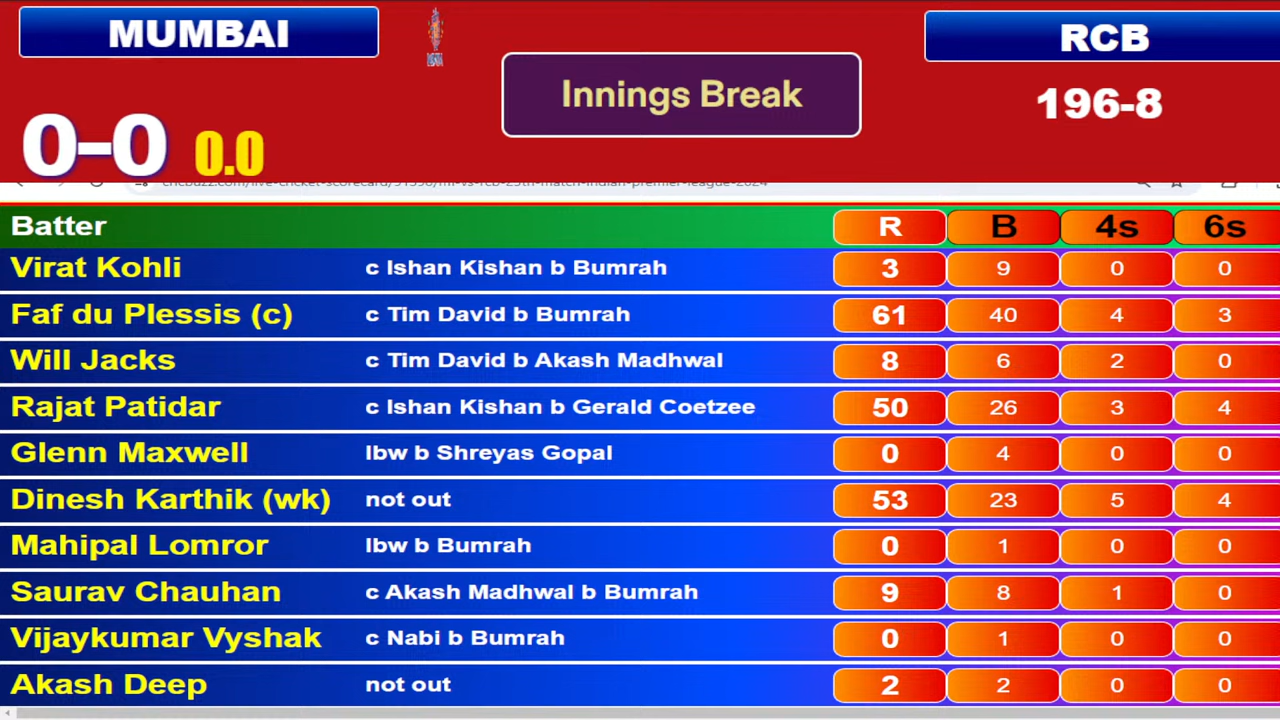 MUMBAI
RCB
Innings Break
196-8
0-0 0.0
Batter R B 4s 6s
Virat Kohli c Ishan Kishan b Bumrah 3 9 0 0
Faf du Plessis (c) c Tim David b Bumrah 61 40 4 3
Will Jacks c Tim David b Akash Madhwal 8 6 2 0
Rajat Patidar c Ishan Kishan b Gerald Coetzee 50 26 3 4
Glenn Maxwell lbw b Shreyas Gopal 0 4 0 0
Dinesh Karthik (wk) not out 53 23 5 4
Mahipal Lomror lbw b Bumrah 0 1 0 0
Saurav Chauhan c Akash Madhwal b Bumrah 9 8 1 0
Vijaykumar Vyshak c Nabi b Bumrah 0 1 0 0
Akash Deep not out 2 2 0 0